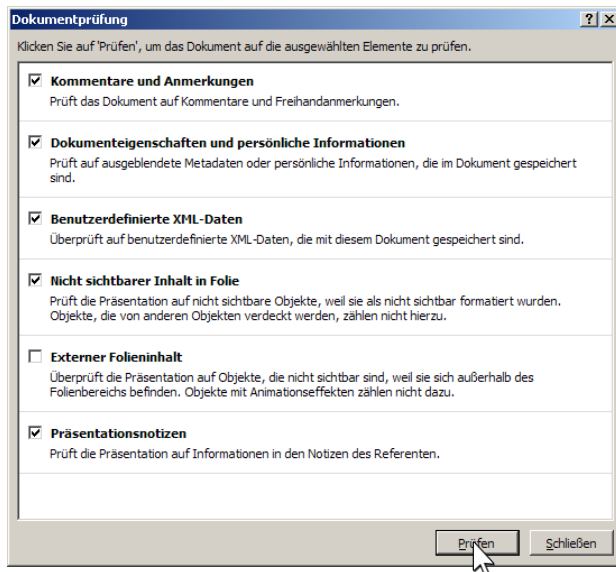 Dokumentprüfung
Klicken Sie auf 'Prüfen', um das Dokument auf die ausgewählten Elemente zu prüfen.
Kommentare und Anmerkungen
Prüft das Dokument auf Kommentare und Freihandanmerkungen.
Dokumenteigenschaften und persönliche Informationen
Prüft auf ausgeblendete Metadaten oder persönliche Informationen, die im Dokument gespeichert
sind.
Benutzerdefinierte XML-Daten
Überprüft auf benutzerdefinierte XML-Daten, die mit diesem Dokument gespeichert sind.
Nicht sichtbarer Inhalt in Folie
Prüft die Präsentation auf nicht sichtbare Objekte, weil sie als nicht sichtbar formatiert wurden.
Objekte, die von anderen Objekten verdeckt werden, zählen nicht hierzu.
Externer Folieninhalt
Überprüft die Präsentation auf Objekte, die nicht sichtbar sind, weil sie sich außerhalb des
Folienbereichs befinden. Objekte mit Animationseffekten zählen nicht dazu.
Präsentationsnotizen
Prüft die Präsentation auf Informationen in den Notizen des Referenten.
Prüfen Schließen